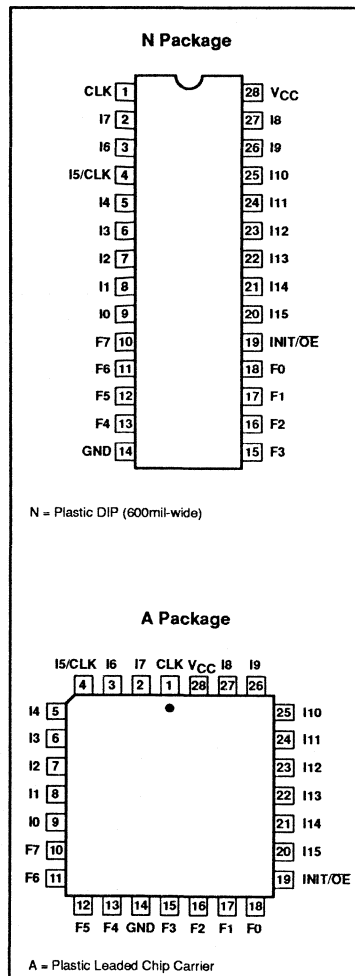 N Package
CLK 1 28 VCC
I7 2 27 I8
I6 3 26 I9
I5/CLK 4 25 I10
I4 5 24 I11
I3 6 23 I12
I2 7 22 I13
I1 8 21 I14
I0 9 20 I15
F7 10 19 INIT/O̅E̅
F6 11 18 F0
F5 12 17 F1
F4 13 16 F2
GND 14 15 F3
N = Plastic DIP (600mil-wide)
A Package
I5/CLK I6 I7 CLK VCC I8 I9
4 3 2 1 28 27 26
I4 5 25 I10
I3 6 24 I11
I2 7 23 I12
I1 8 22 I13
I0 9 21 I14
F7 10 20 I15
F6 11 19 INIT/O̅E̅
12 13 14 15 16 17 18
F5 F4 GND F3 F2 F1 F0
A = Plastic Leaded Chip Carrier